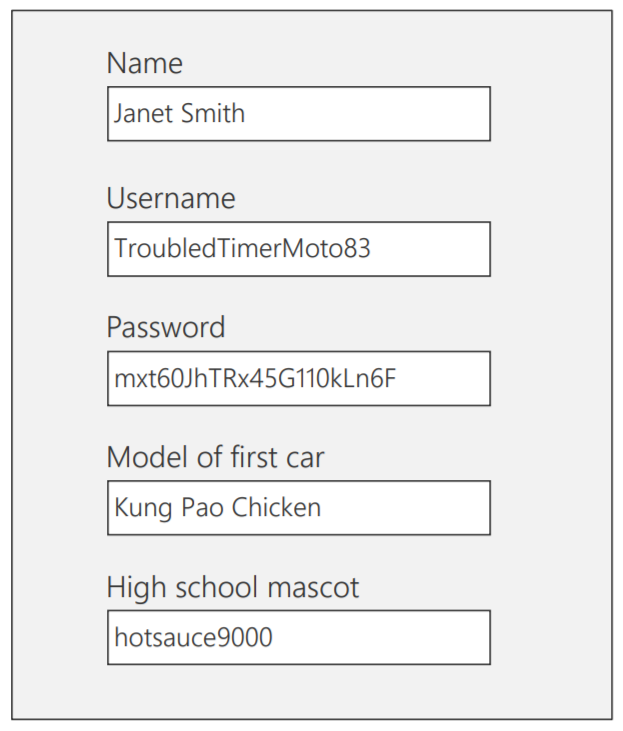 Name
Janet Smith
Username
TroubledTimerMoto83
Password
mxt60JhTRx45G110kLn6F
Model of first car
Kung Pao Chicken
High school mascot
hotsauce9000